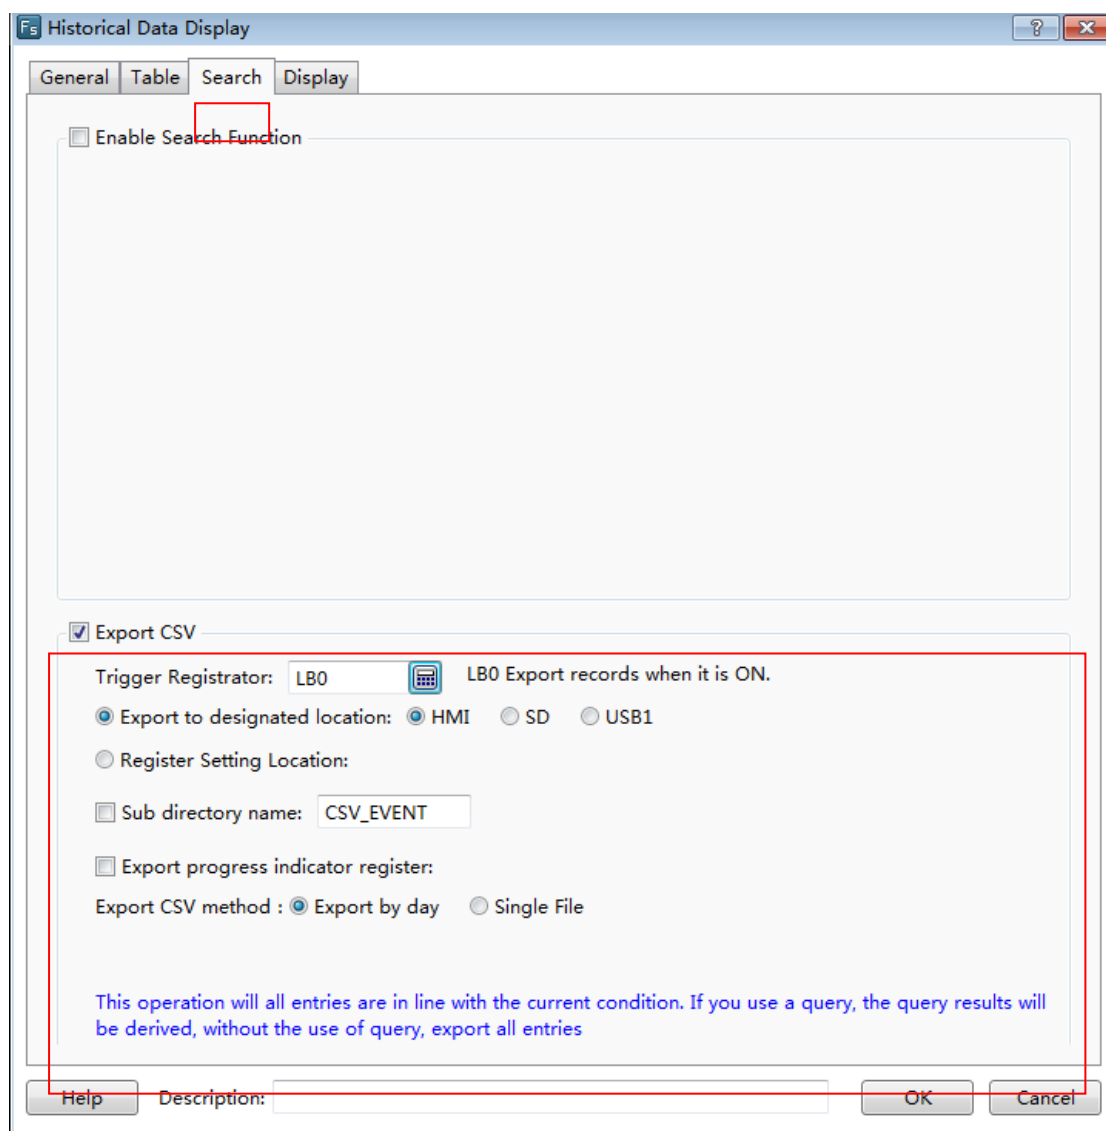 Fs Historical Data Display ?
General Table Search Display
Enable Search Function
Export CSV
Trigger Registrator: LB0 LB0 Export records when it is ON.
Export to designated location: HMI SD USB1
Register Setting Location:
Sub directory name: CSV_EVENT
Export progress indicator register:
Export CSV method : Export by day Single File
This operation will all entries are in line with the current condition. If you use a query, the query results will
be derived, without the use of query, export all entries
Help Description: OK Cancel